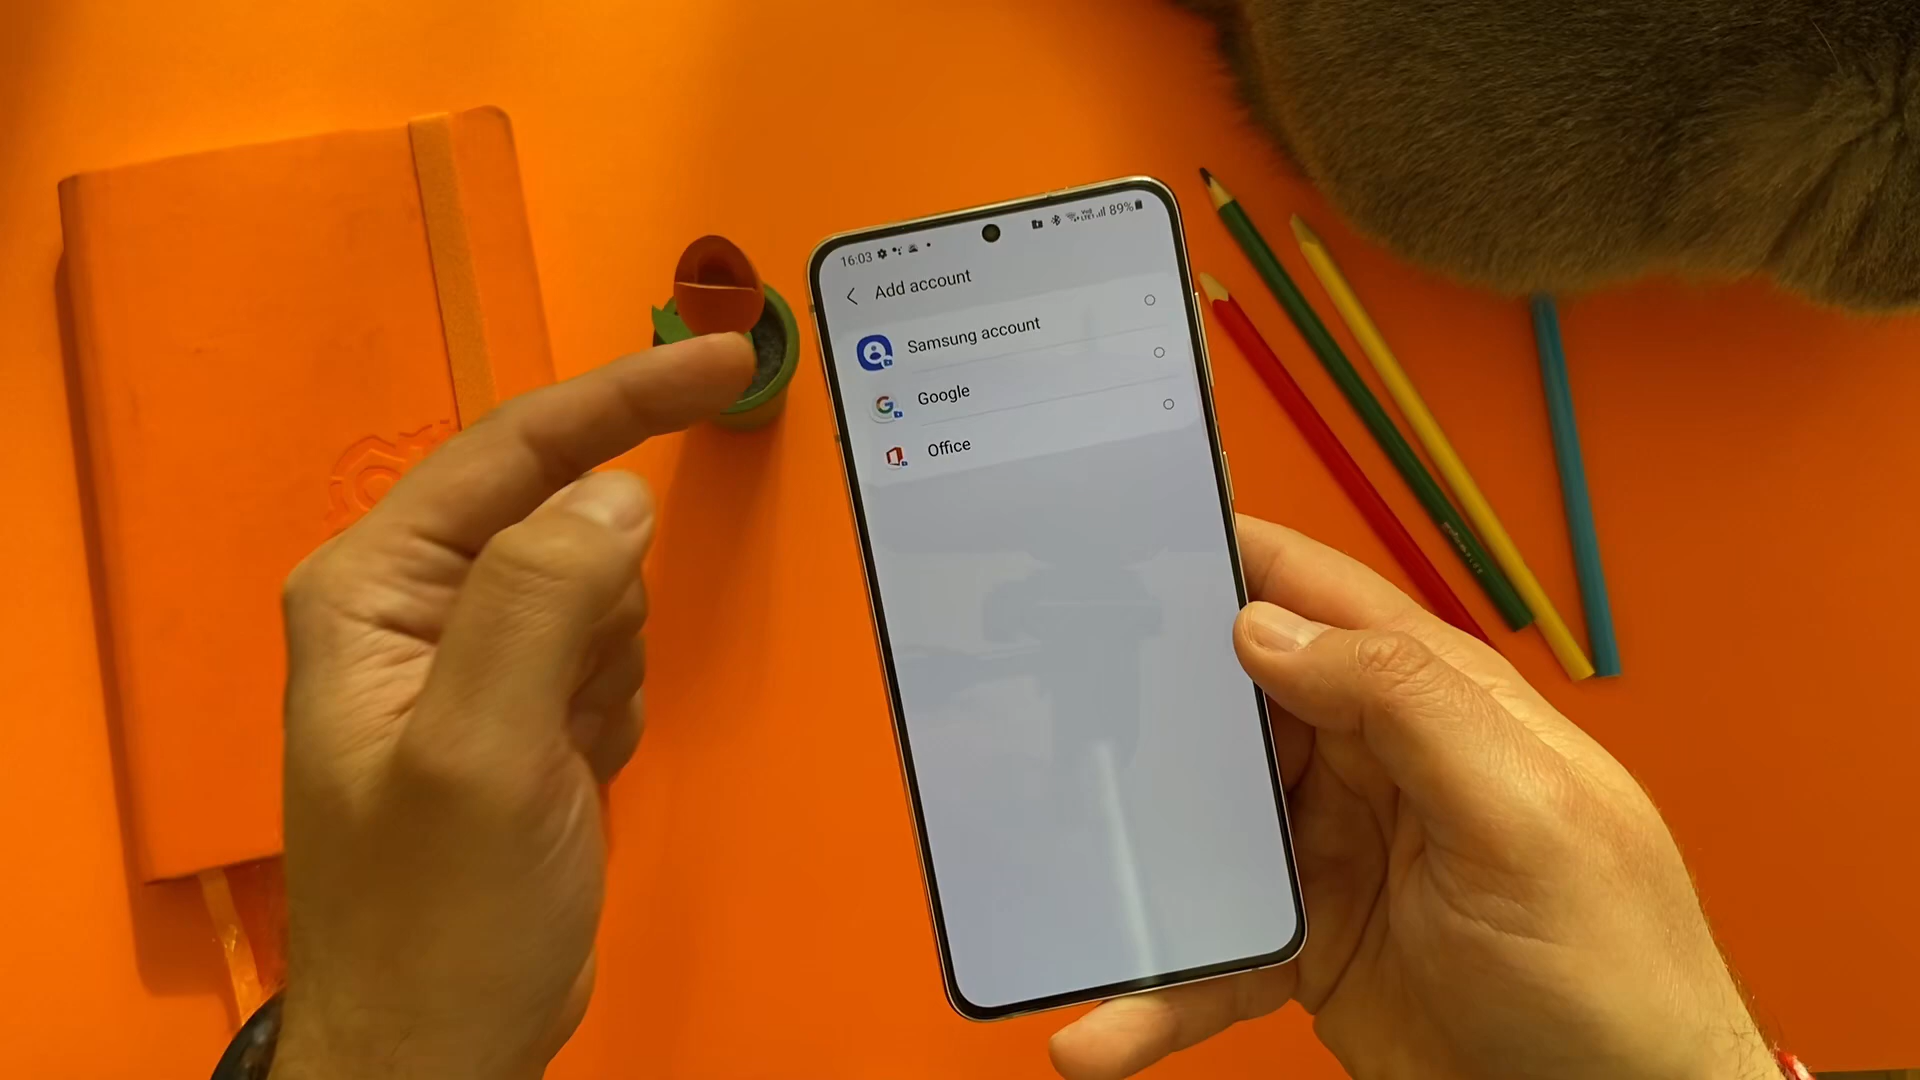 16:03 89%
Add account
Samsung account
Google
Office